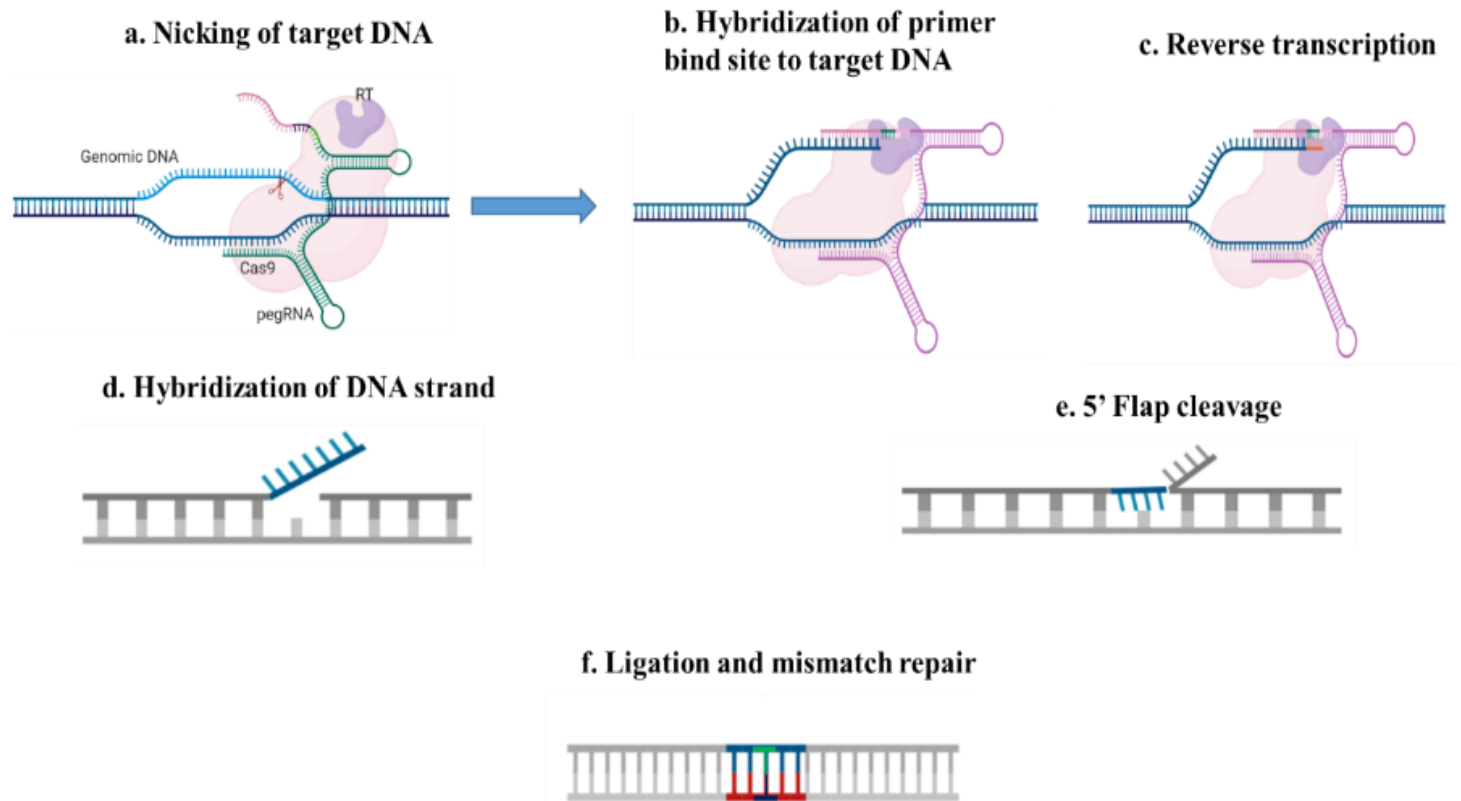 a. Nicking of target DNA
RT
Genomic DNA
Cas9
pegRNA
b. Hybridization of primer
bind site to target DNA
c. Reverse transcription
d. Hybridization of DNA strand
e. 5’ Flap cleavage
f. Ligation and mismatch repair